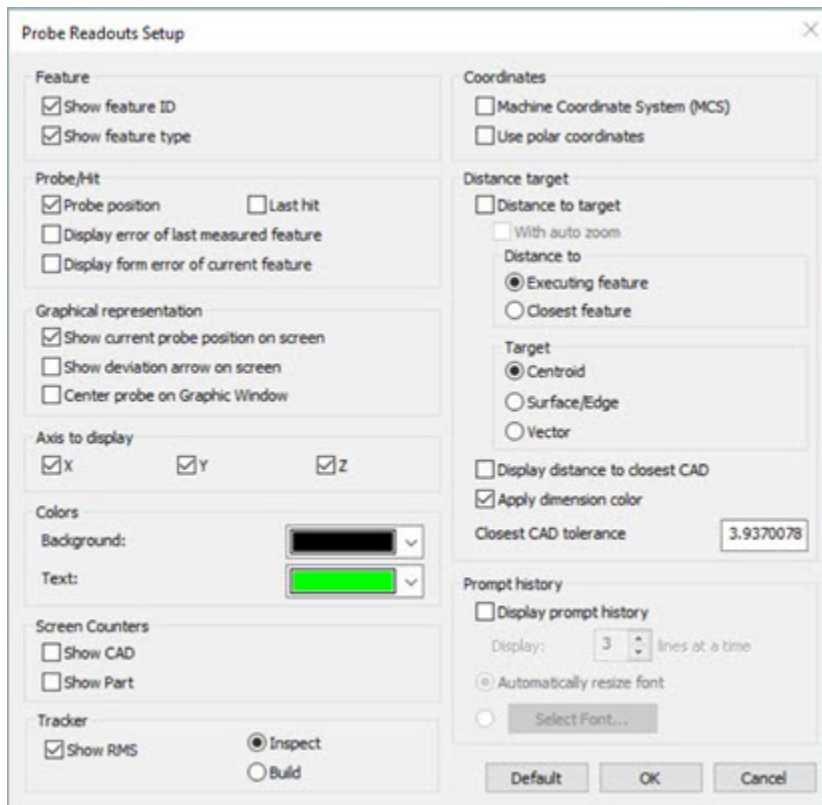 Probe Readouts Setup
Feature
Show feature ID
Show feature type
Probe/Hit
Probe position Last hit
Display error of last measured feature
Display form error of current feature
Graphical representation
Show current probe position on screen
Show deviation arrow on screen
Center probe on Graphic Window
Axis to display
X Y Z
Colors
Background:
Text:
Screen Counters
Show CAD
Show Part
Tracker
Show RMS Inspect
Build
Coordinates
Machine Coordinate System (MCS)
Use polar coordinates
Distance target
Distance to target
With auto zoom
Distance to
Executing feature
Closest feature
Target
Centroid
Surface/Edge
Vector
Display distance to closest CAD
Apply dimension color
Closest CAD tolerance 3.9370078
Prompt history
Display prompt history
Display: 3 lines at a time
Automatically resize font
Select Font...
Default OK Cancel